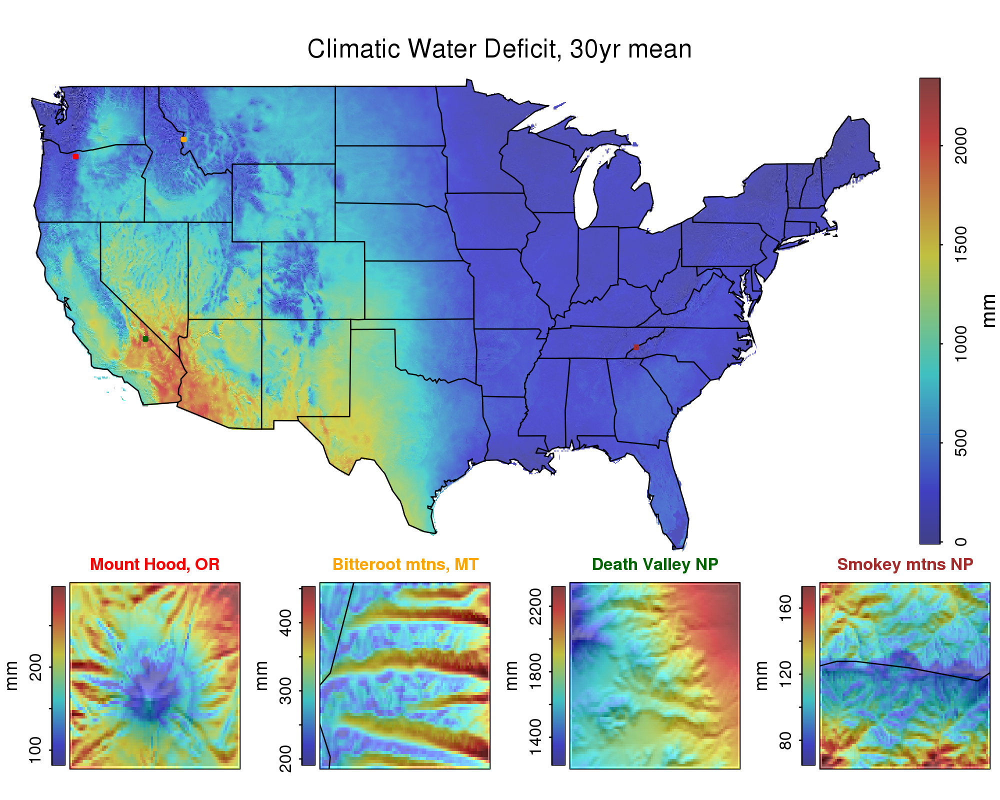 Climatic Water Deficit, 30yr mean
2000
1500
1000
500
0
mm
Mount Hood, OR
Bitteroot mtns, MT
Death Valley NP
Smokey mtns NP
mm
200
100
mm
400
300
200
mm
2200
1800
1400
mm
160
120
80